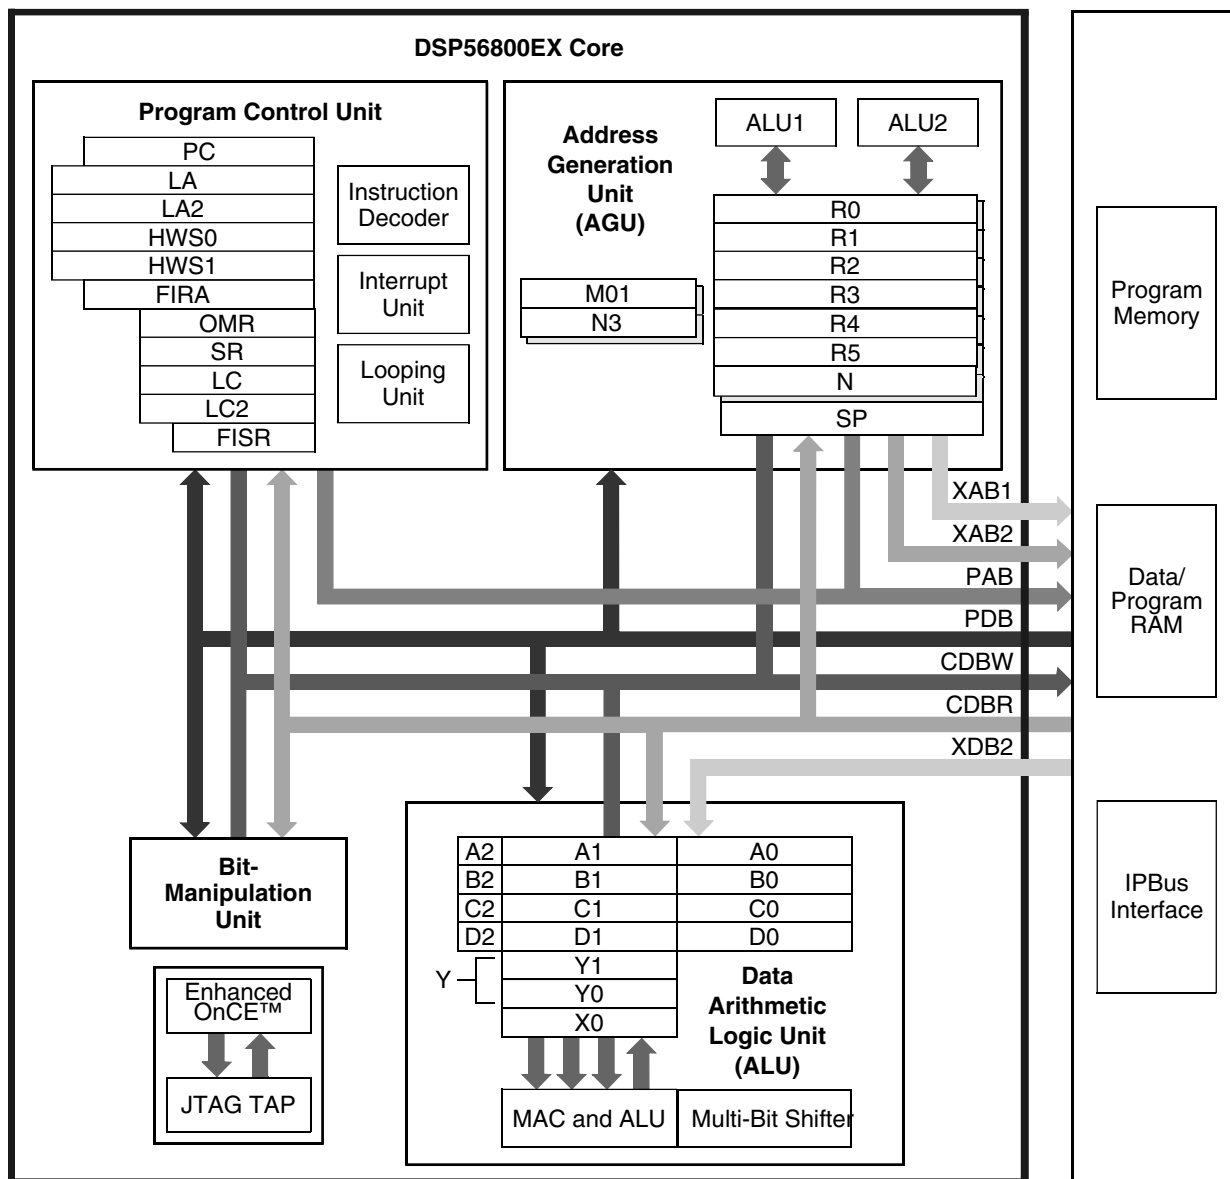 DSP56800EX Core
Program Control Unit
PC
LA
LA2
HWS0
HWS1
FIRA
OMR
SR
LC
LC2
FISR
Instruction
Decoder
Interrupt
Unit
Looping
Unit
Address
Generation
Unit
(AGU)
ALU1
ALU2
M01
N3
R0
R1
R2
R3
R4
R5
N
SP
XAB1
XAB2
PAB
PDB
CDBW
CDBR
XDB2
Program
Memory
Data/
Program
RAM
IPBus
Interface
Bit-
Manipulation
Unit
Enhanced
OnCE™
JTAG TAP
A2 A1 A0
B2 B1 B0
C2 C1 C0
D2 D1 D0
Y
Y1
Y0
X0
Data
Arithmetic
Logic Unit
(ALU)
MAC and ALU
Multi-Bit Shifter